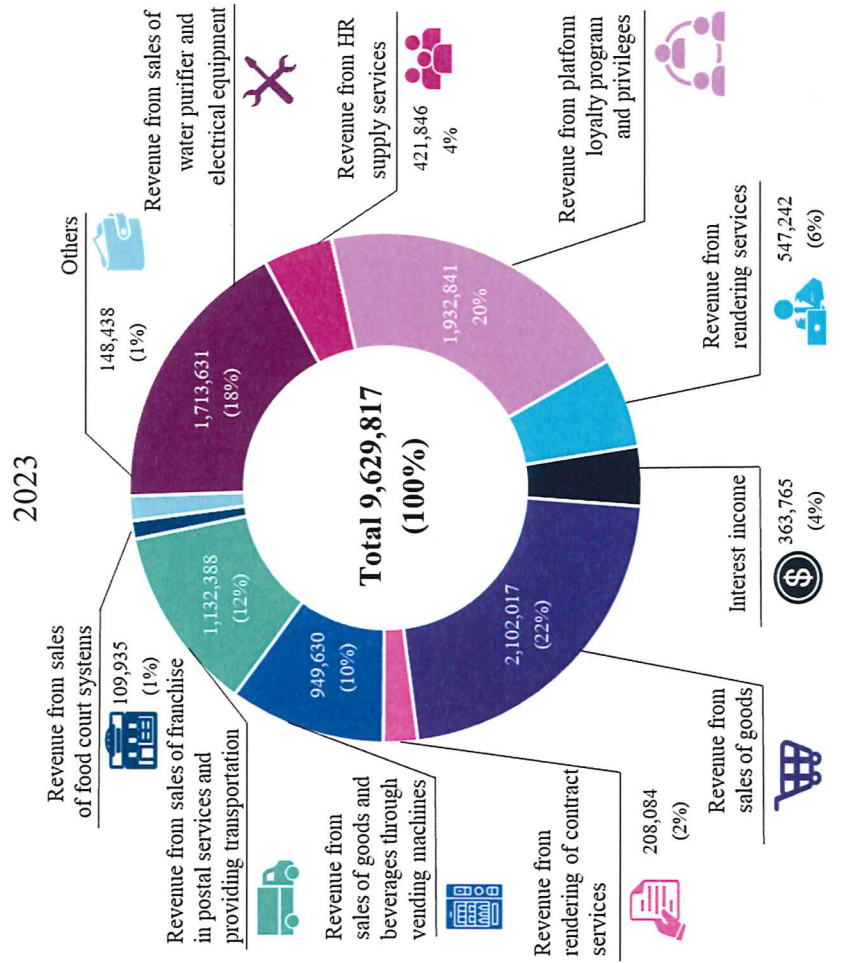 2023
Others
148,438
(1%)
Revenue from sales of
water purifier and
electrical equipment
1,713,631
(18%)
Revenue from HR
supply services
421,846
4%
Revenue from platform
loyalty program
and privileges
1,932,841
20%
Revenue from
rendering services
547,242
(6%)
Interest income
363,765
(4%)
$
Revenue from
sales of goods
2,102,017
(22%)
Revenue from
rendering of contract
services
208,084
(2%)
Revenue from
sales of goods and
beverages through
vending machines
949,630
(10%)
Revenue from sales of franchise
in postal services and
providing transportation
1,132,388
(12%)
Revenue from sales
of food court systems
109,935
(1%)
Total 9,629,817
(100%)